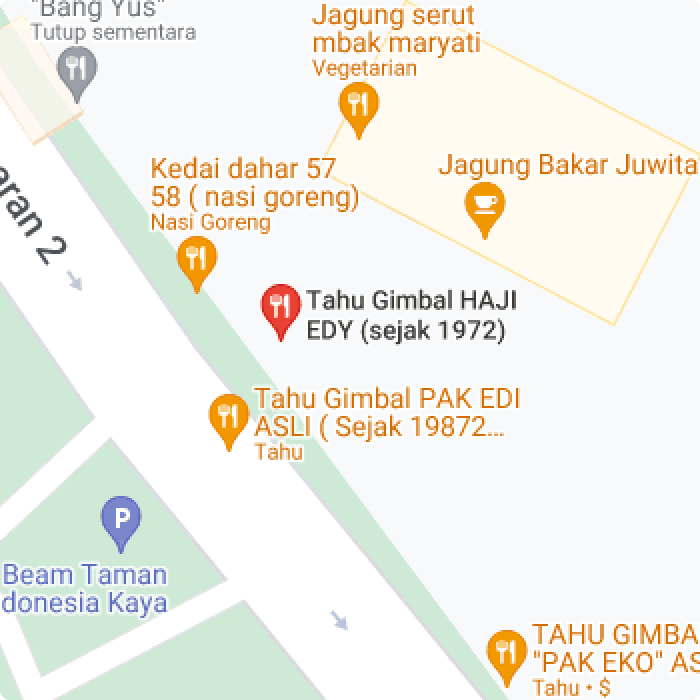 "Bang Yus"
Tutup sementara
Jagung serut
mbak maryati
Vegetarian
Jagung Bakar Juwita
Kedai dahar 57
58 ( nasi goreng)
Nasi Goreng
aran 2
Tahu Gimbal HAJI
EDY (sejak 1972)
Tahu Gimbal PAK EDI
ASLI ( Sejak 19872...
Tahu
P
Beam Taman
donesia Kaya
TAHU GIMBA
"PAK EKO" AS
Tahu • $